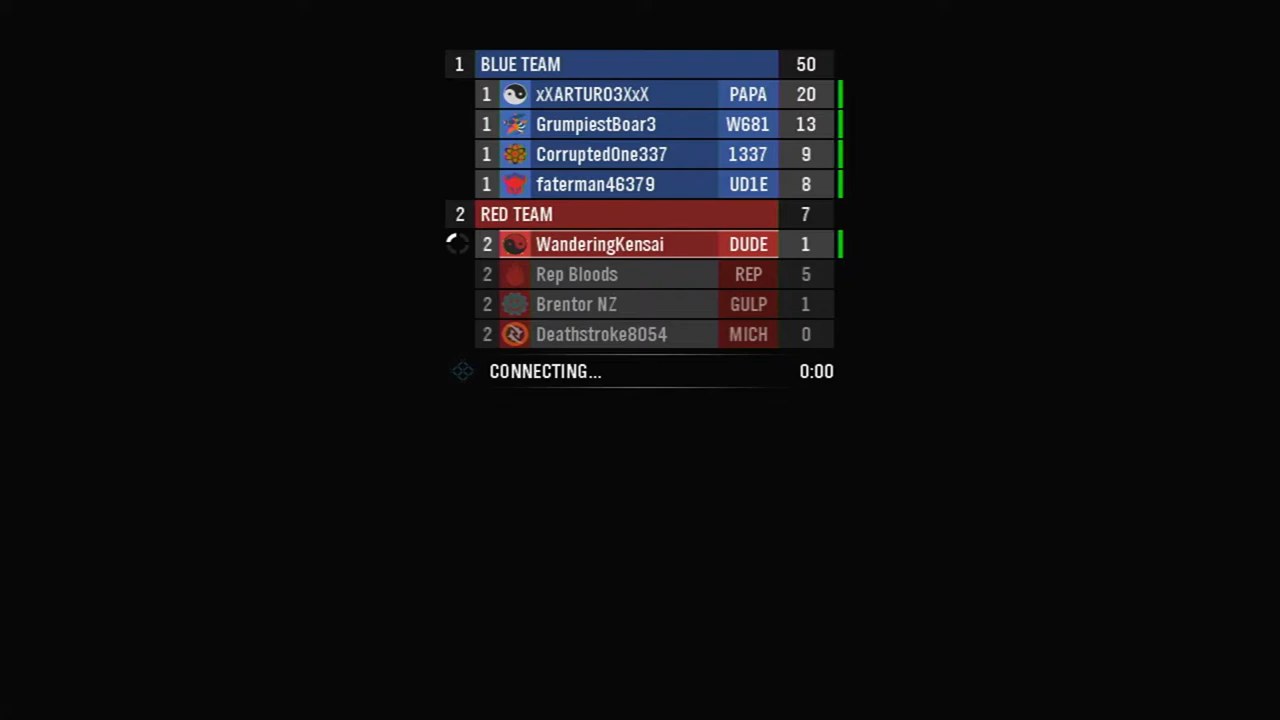 1 BLUE TEAM 50
1 xXARTURO3XxX PAPA 20
1 GrumpiestBoar3 W681 13
1 CorruptedOne337 1337 9
1 faterman46379 UD1E 8
2 RED TEAM 7
2 WanderingKensai DUDE 1
2 Rep Bloods REP 5
2 Brentor NZ GULP 1
2 Deathstroke8054 MICH 0
CONNECTING... 0:00